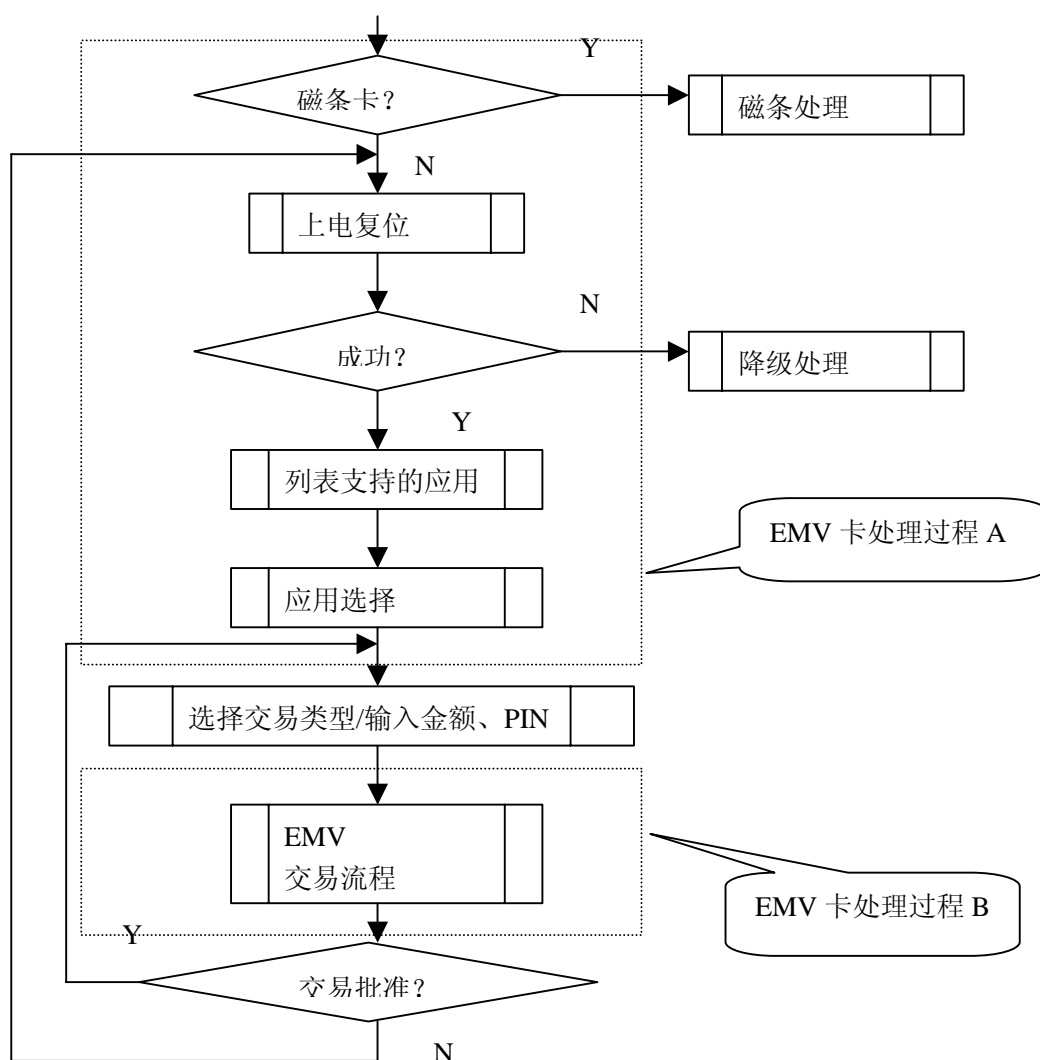 Y
磁条卡？
磁条处理
N
上电复位
N
成功？
降级处理
Y
列表支持的应用
EMV 卡处理过程 A
应用选择
选择交易类型/输入金额、PIN
EMV
交易流程
EMV 卡处理过程 B
Y
交易批准？
N